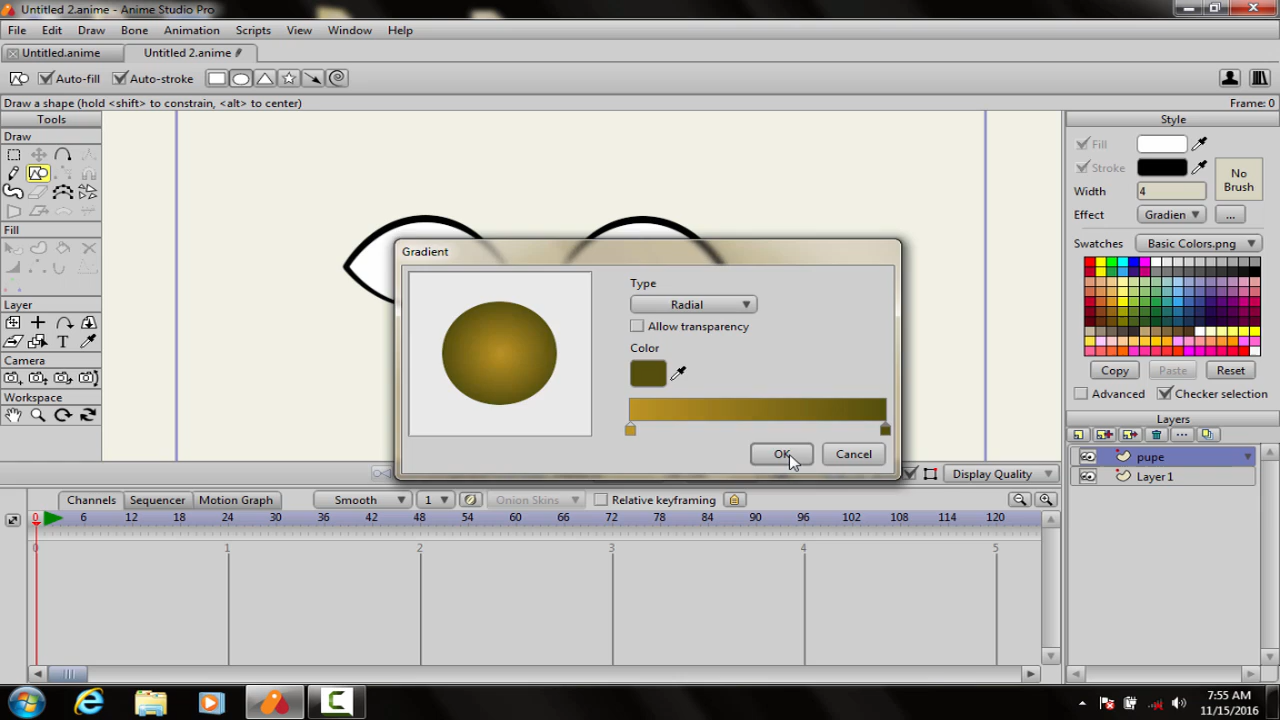 Untitled 2.anime - Anime Studio Pro
File Edit Draw Bone Animation Scripts View Window Help
Untitled.anime Untitled 2.anime
Auto-fill Auto-stroke
Draw a shape (hold <shift> to constrain, <alt> to center) Frame: 0
Tools
Draw
Fill
Layer
T
Camera
Workspace
Gradient
Type
Radial
Allow transparency
Color
OK Cancel
Style
Fill
Stroke
No
Brush
Width 4
Effect Gradien ...
Swatches Basic Colors.png
Copy Paste Reset
Advanced Checker selection
Layers
pupe
Layer 1
Display Quality
Channels Sequencer Motion Graph Smooth 1 Onion Skins Relative keyframing
0 6 12 18 24 30 36 42 48 54 60 66 72 78 84 90 96 102 108 114 120
0 1 2 3 4 5
7:55 AM
11/15/2016